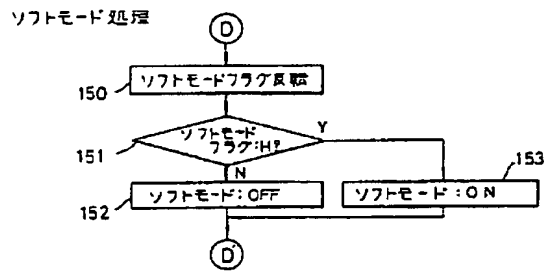 ソフトモード処理
D
150
ソフトモードフラグ反転
151
ソフトモード
フラグ:H?
Y
N
153
152
ソフトモード:OFF
ソフトモード:ON
D'